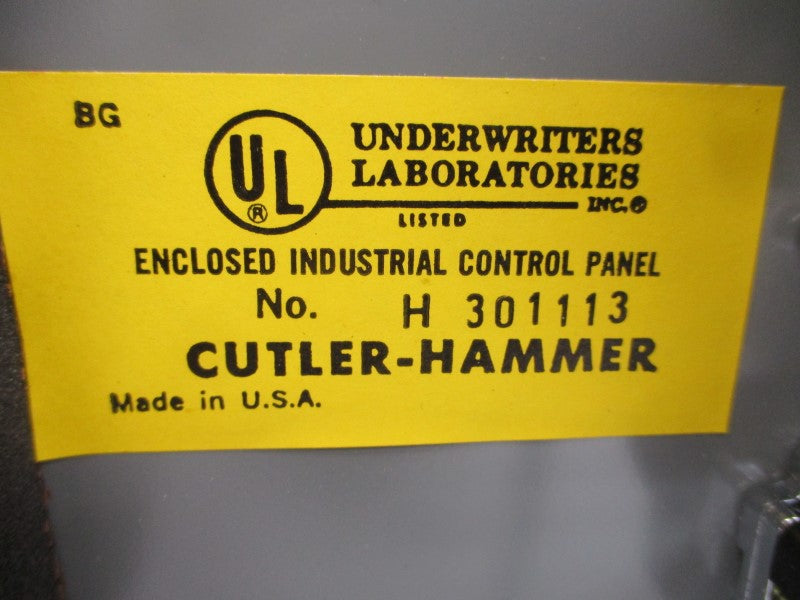 BG
UL
®
UNDERWRITERS
LABORATORIES
INC.®
LISTED
ENCLOSED INDUSTRIAL CONTROL PANEL
No. H 301113
CUTLER-HAMMER
Made in U.S.A.